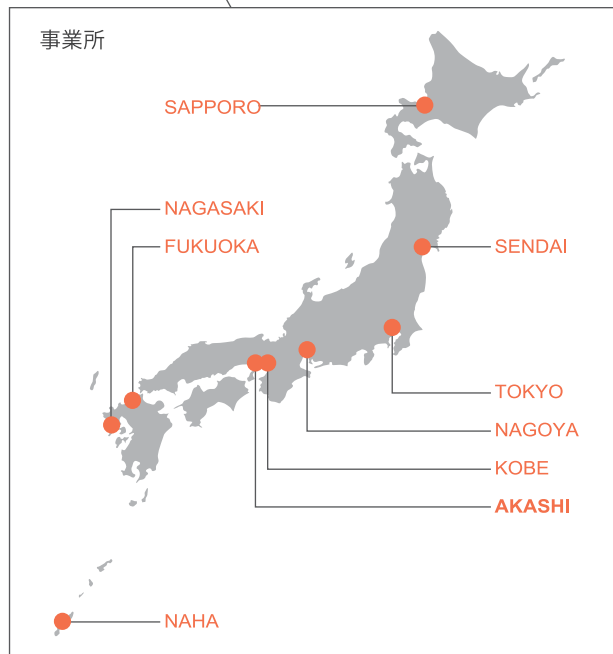 事業所
SAPPORO
NAGASAKI
FUKUOKA
SENDAI
TOKYO
NAGOYA
KOBE
AKASHI
NAHA